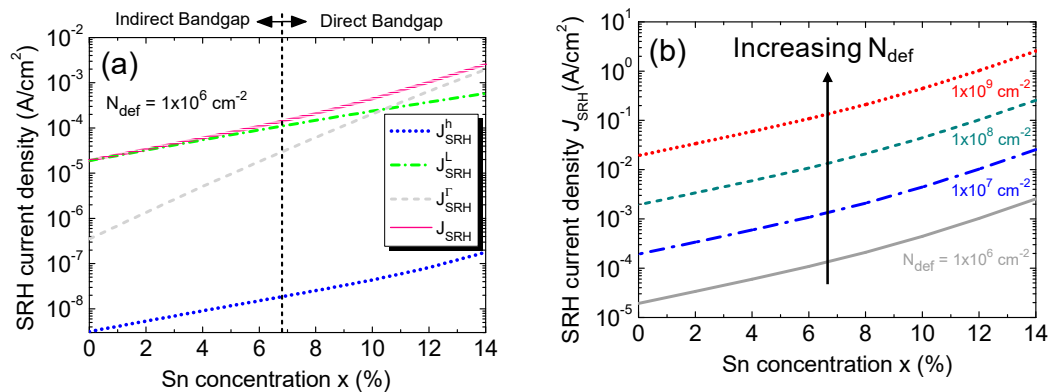 Indirect Bandgap
Direct Bandgap
(a)
N_def = 1x10^6 cm^-2
SRH current density (A/cm^2)
10^-2
10^-3
10^-4
10^-5
10^-6
10^-7
10^-8
J^h_SRH
J^L_SRH
J^Γ_SRH
J_SRH
0 2 4 6 8 10 12 14
Sn concentration x (%)
(b)
Increasing N_def
SRH current density J_SRH(A/cm^2)
10^1
10^0
10^-1
10^-2
10^-3
10^-4
10^-5
1x10^9 cm^-2
1x10^8 cm^-2
1x10^7 cm^-2
N_def = 1x10^6 cm^-2
0 2 4 6 8 10 12 14
Sn concentration x (%)